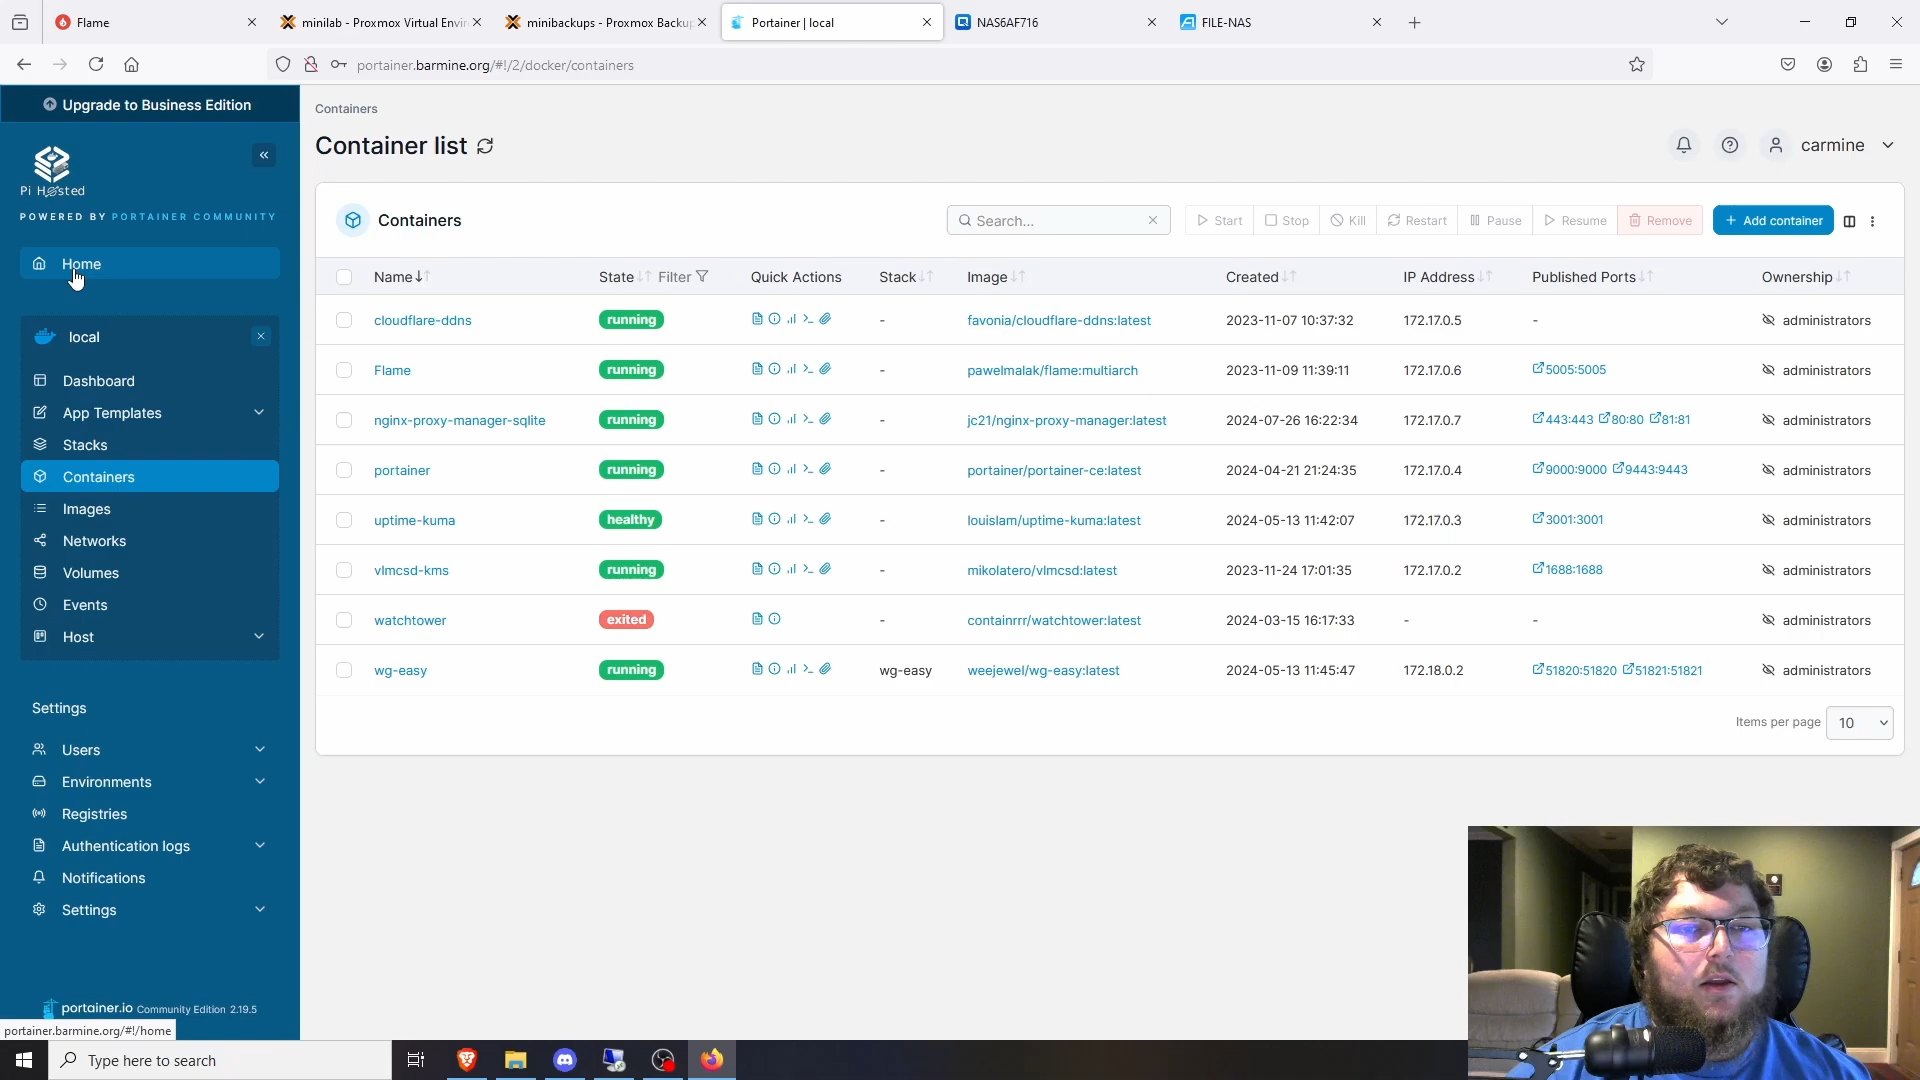 Flame
minilab - Proxmox Virtual Envir
minibackups - Proxmox Backup
Portainer | local
NAS6AF716
FILE-NAS
portainer.barmine.org/#!/2/docker/containers
Upgrade to Business Edition
Pi Hosted
POWERED BY PORTAINER COMMUNITY
Home
local
Dashboard
App Templates
Stacks
Containers
Images
Networks
Volumes
Events
Host
Settings
Users
Environments
Registries
Authentication logs
Notifications
Settings
portainer.io Community Edition 2.19.5
portainer.barmine.org/#!/home
Containers
Container list
carmine
Containers
Search...
Start Stop Kill Restart Pause Resume Remove + Add container
Name State Filter Quick Actions Stack Image Created IP Address Published Ports Ownership
cloudflare-ddns running - favonia/cloudflare-ddns:latest 2023-11-07 10:37:32 172.17.0.5 - administrators
Flame running - pawelmalak/flame:multiarch 2023-11-09 11:39:11 172.17.0.6 5005:5005 administrators
nginx-proxy-manager-sqlite running - jc21/nginx-proxy-manager:latest 2024-07-26 16:22:34 172.17.0.7 443:443 80:80 81:81 administrators
portainer running - portainer/portainer-ce:latest 2024-04-21 21:24:35 172.17.0.4 9000:9000 9443:9443 administrators
uptime-kuma healthy - louislam/uptime-kuma:latest 2024-05-13 11:42:07 172.17.0.3 3001:3001 administrators
vlmcsd-kms running - mikolatero/vlmcsd:latest 2023-11-24 17:01:35 172.17.0.2 1688:1688 administrators
watchtower exited - containrrr/watchtower:latest 2024-03-15 16:17:33 - - administrators
wg-easy running wg-easy weejewel/wg-easy:latest 2024-05-13 11:45:47 172.18.0.2 51820:51820 51821:51821 administrators
Items per page 10
Type here to search